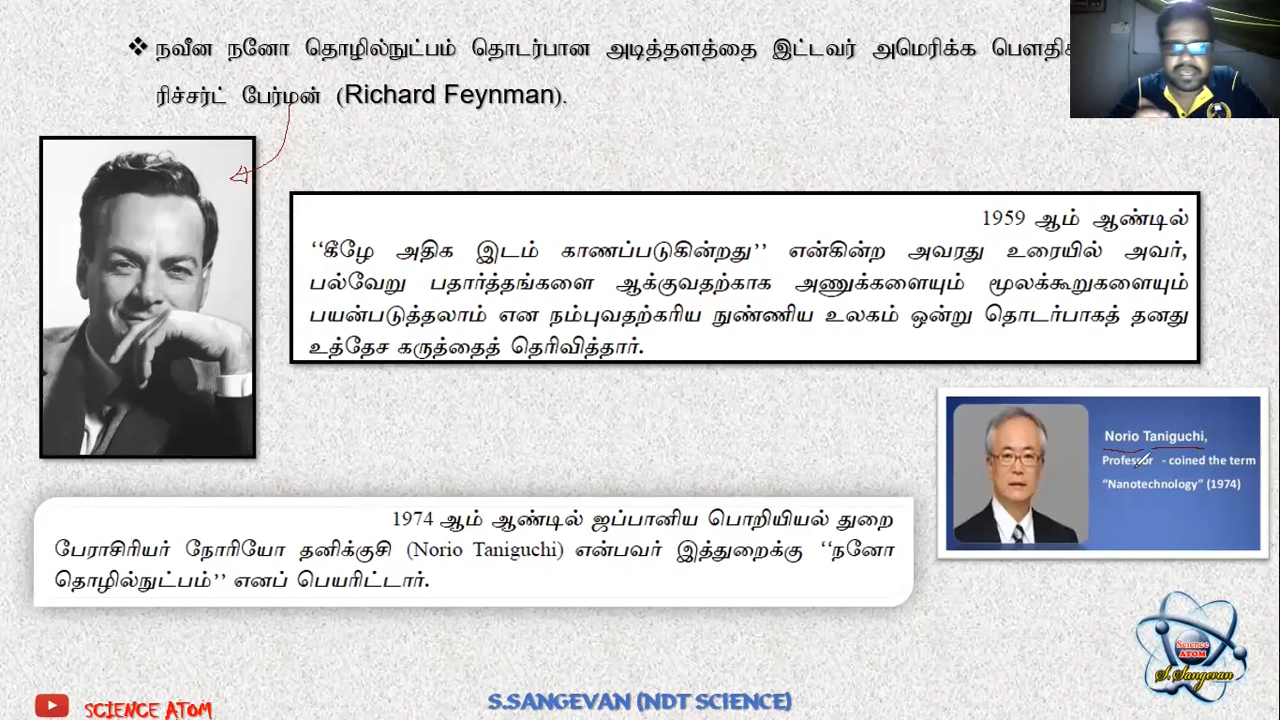 ❖ நவீன நனோ தொழில்நுட்பம் தொடர்பான அடித்தளத்தை இட்டவர் அமெரிக்க
ரிச்சர்ட் பேர்மன் (Richard Feynman).
1959 ஆம் ஆண்டில்
‘‘கீழே அதிக இடம் காணப்படுகின்றது’’ என்கின்ற அவரது உரையில் அவர்,
பல்வேறு பதார்த்தங்களை ஆக்குவதற்காக அணுக்களையும் மூலக்கூறுகளையும்
பயன்படுத்தலாம் என நம்புவதற்கரிய நுண்ணிய உலகம் ஒன்று தொடர்பாகத் தனது
உத்தேச கருத்தைத் தெரிவித்தார்.
Norio Taniguchi,
Professor - coined the term
“Nanotechnology” (1974)
1974 ஆம் ஆண்டில் ஜப்பானிய பொறியியல் துறை
பேராசிரியர் நோரியோ தனிக்குசி (Norio Taniguchi) என்பவர் இத்துறைக்கு ‘‘நனோ
தொழில்நுட்பம்’’ எனப் பெயரிட்டார்.
Science
ATOM
S. Sangevan
SCIENCE ATOM
S.SANGEVAN (NDT SCIENCE)